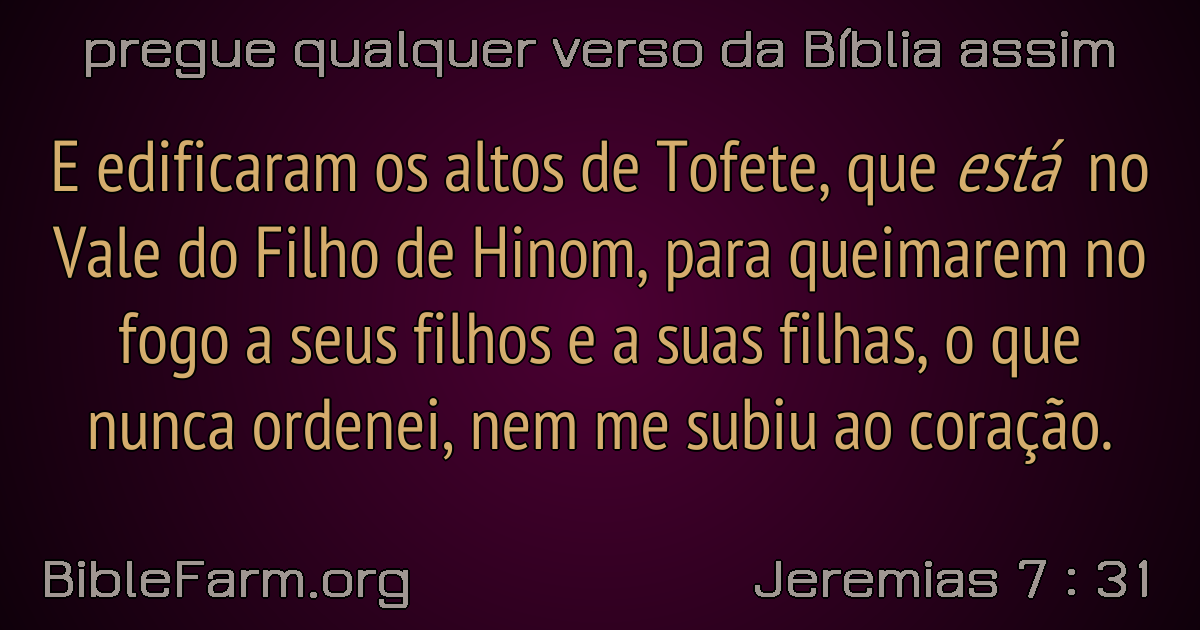 pregue qualquer verso da Bíblia assim
E edificaram os altos de Tofete, que está no
Vale do Filho de Hinom, para queimarem no
fogo a seus filhos e a suas filhas, o que
nunca ordenei, nem me subiu ao coração.
BibleFarm.org
Jeremias 7 : 31